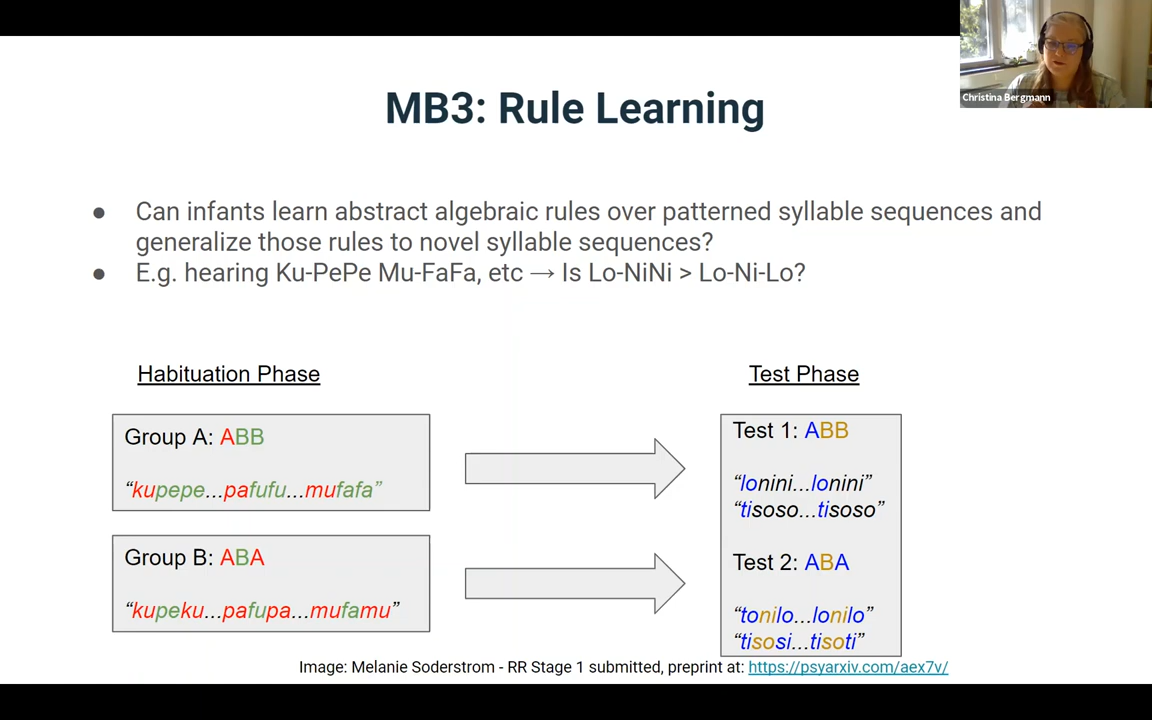 Christina Bergmann
MB3: Rule Learning
● Can infants learn abstract algebraic rules over patterned syllable sequences and
generalize those rules to novel syllable sequences?
● E.g. hearing Ku-PePe Mu-FaFa, etc → Is Lo-NiNi > Lo-Ni-Lo?
Habituation Phase
Group A: ABB
“kupepe...pafufu...mufafa”
Group B: ABA
“kupeku...pafupa...mufamu”
Test Phase
Test 1: ABB
“lonini...lonini”
“tisoso...tisoso”
Test 2: ABA
“tonilo...lonilo”
“tisosi...tisoti”
Image: Melanie Soderstrom - RR Stage 1 submitted, preprint at: https://psyarxiv.com/aex7v/